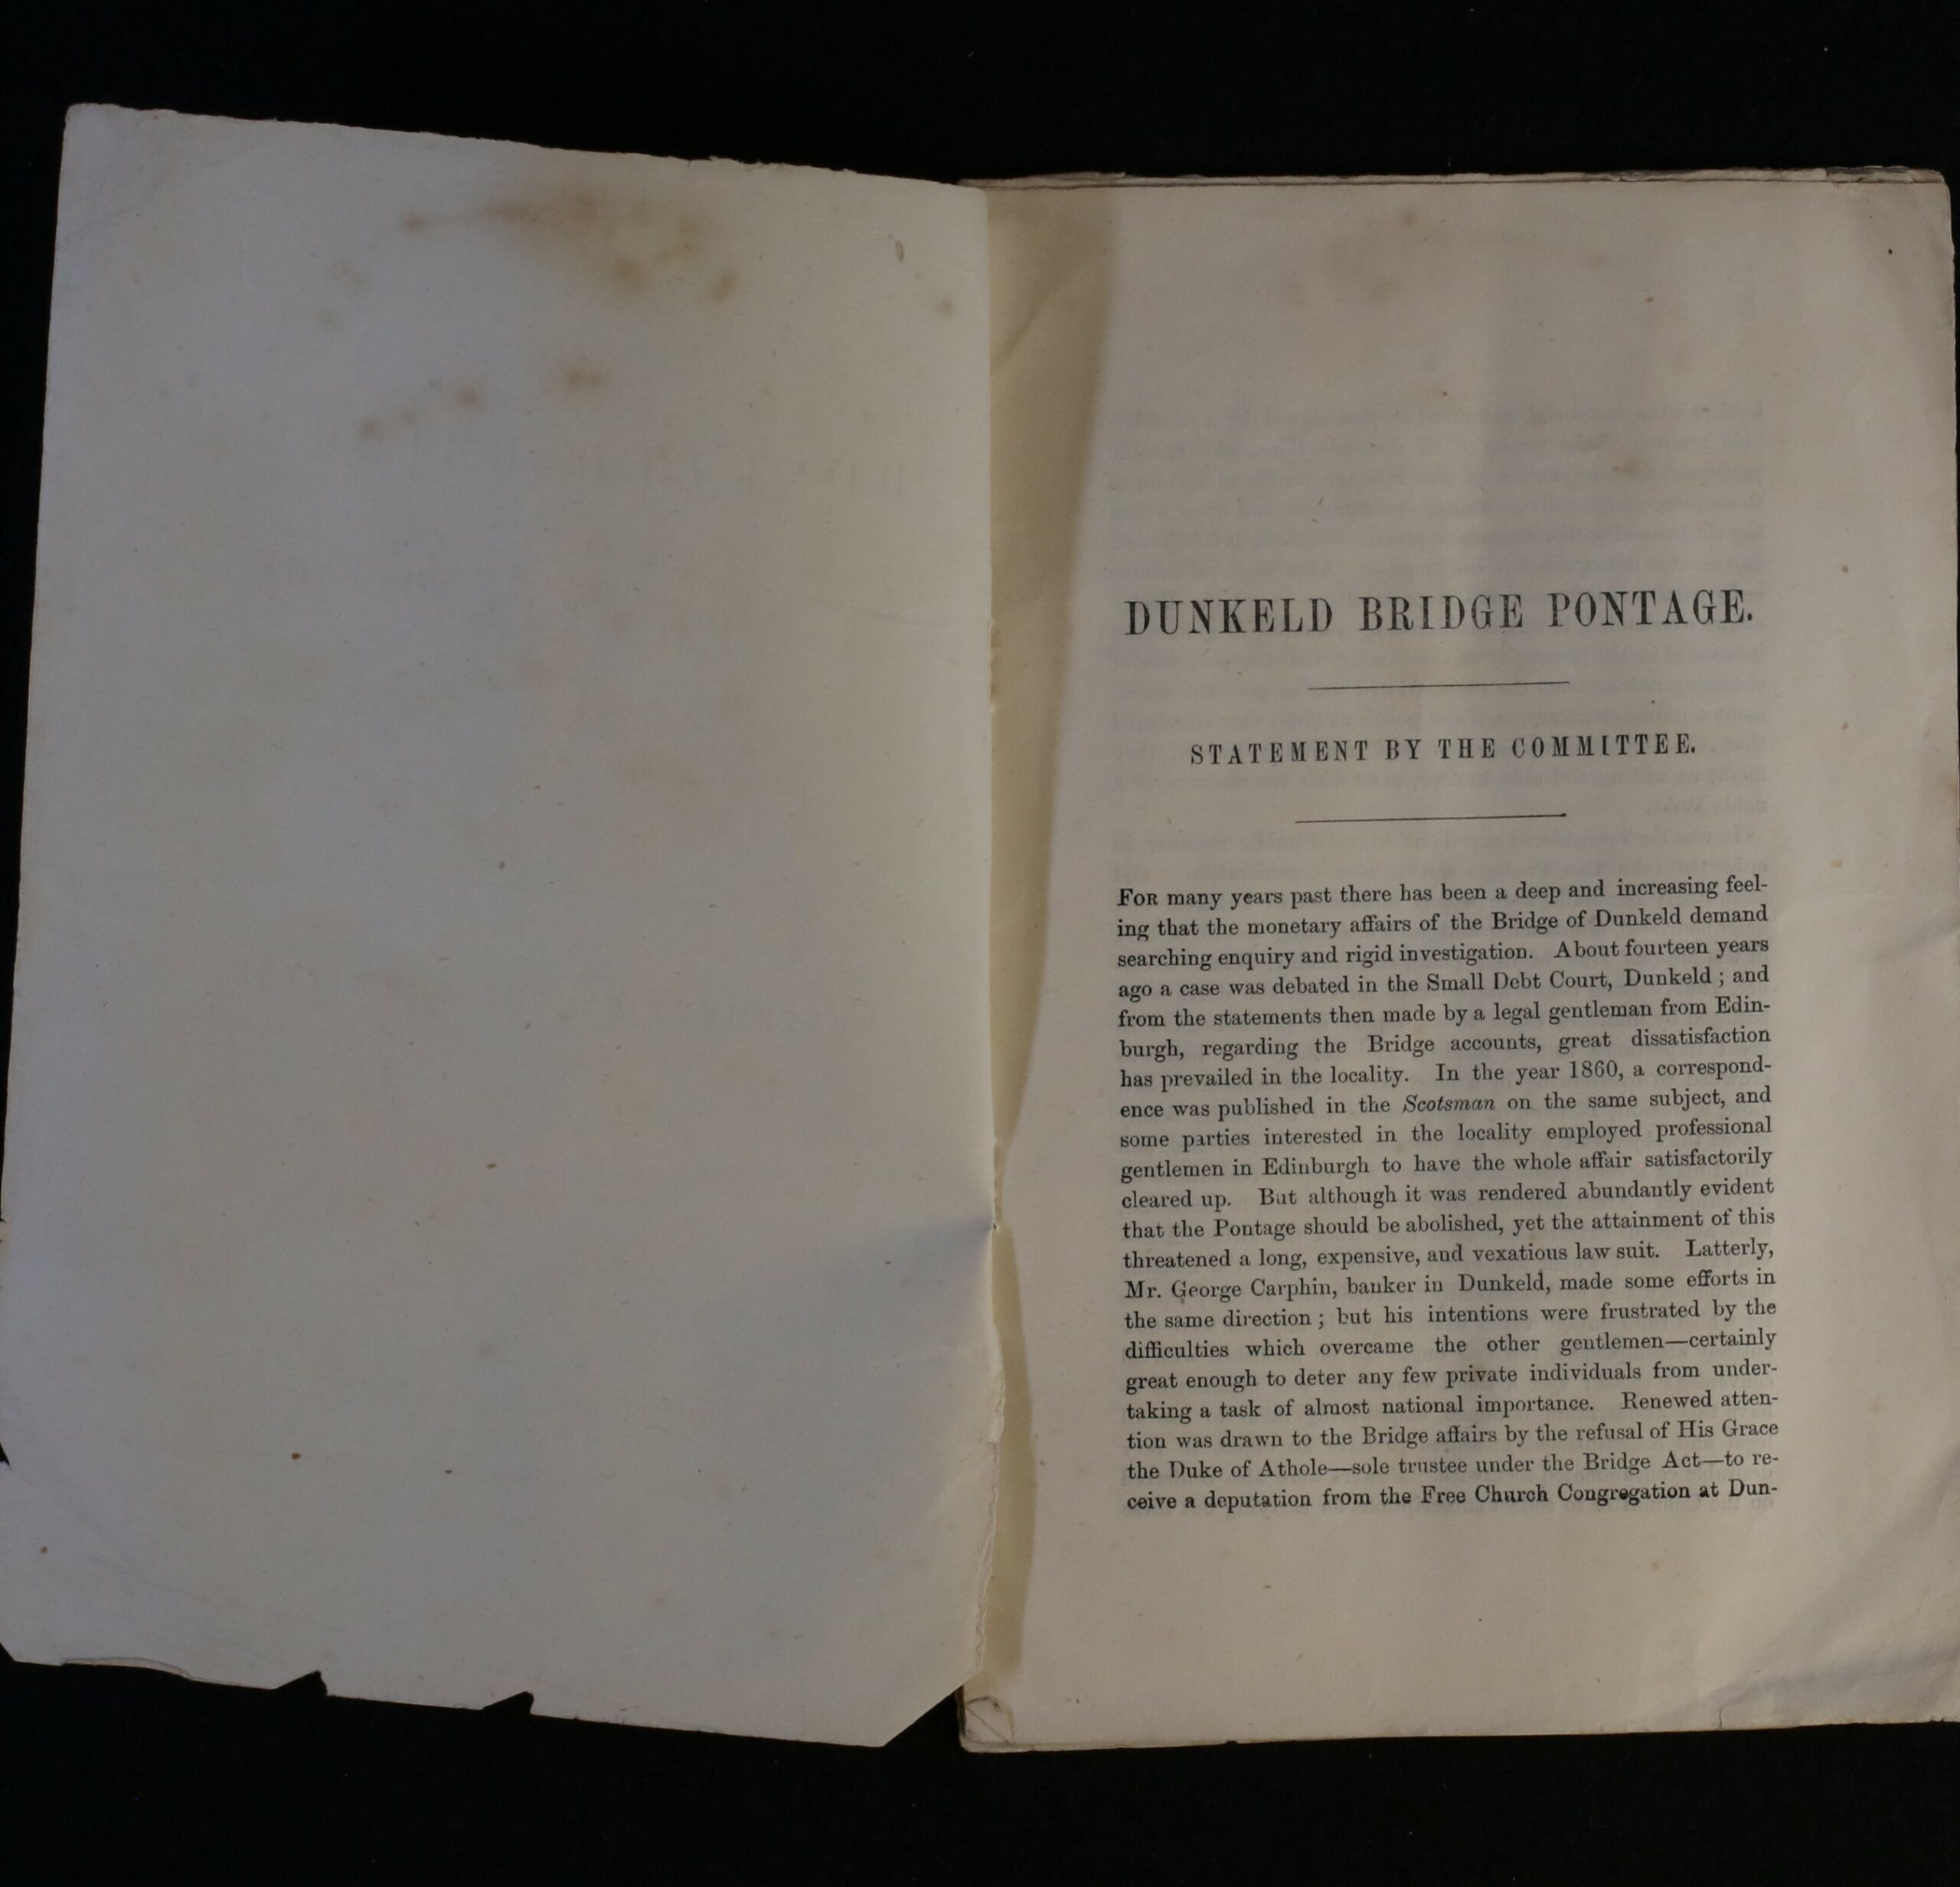 DUNKELD BRIDGE PONTAGE.
STATEMENT BY THE COMMITTEE.
FOR many years past there has been a deep and increasing feel-
ing that the monetary affairs of the Bridge of Dunkeld demand
searching enquiry and rigid investigation. About fourteen years
ago a case was debated in the Small Debt Court, Dunkeld ; and
from the statements then made by a legal gentleman from Edin-
burgh, regarding the Bridge accounts, great dissatisfaction
has prevailed in the locality. In the year 1860, a correspond-
ence was published in the Scotsman on the same subject, and
some parties interested in the locality employed professional
gentlemen in Edinburgh to have the whole affair satisfactorily
cleared up. But although it was rendered abundantly evident
that the Pontage should be abolished, yet the attainment of this
threatened a long, expensive, and vexatious law suit. Latterly,
Mr. George Carphin, banker in Dunkeld, made some efforts in
the same direction ; but his intentions were frustrated by the
difficulties which overcame the other gentlemen—certainly
great enough to deter any few private individuals from under-
taking a task of almost national importance. Renewed atten-
tion was drawn to the Bridge affairs by the refusal of His Grace
the Duke of Athole—sole trustee under the Bridge Act—to re-
ceive a deputation from the Free Church Congregation at Dun-